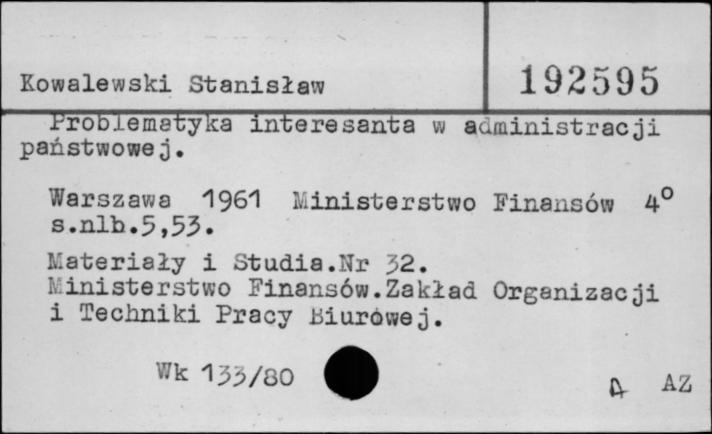 Kowalewski Stanisław
192595
Problematyka interesanta w administracji
państwowej.
Warszawa 1961 Ministerstwo Finansów 4°
s.nlb.5,53.
Materiały i Studia.Nr 32.
Ministerstwo Finansów.Zakład Organizacji
i Techniki Pracy Biurowej.
Wk 133/80
A AZ